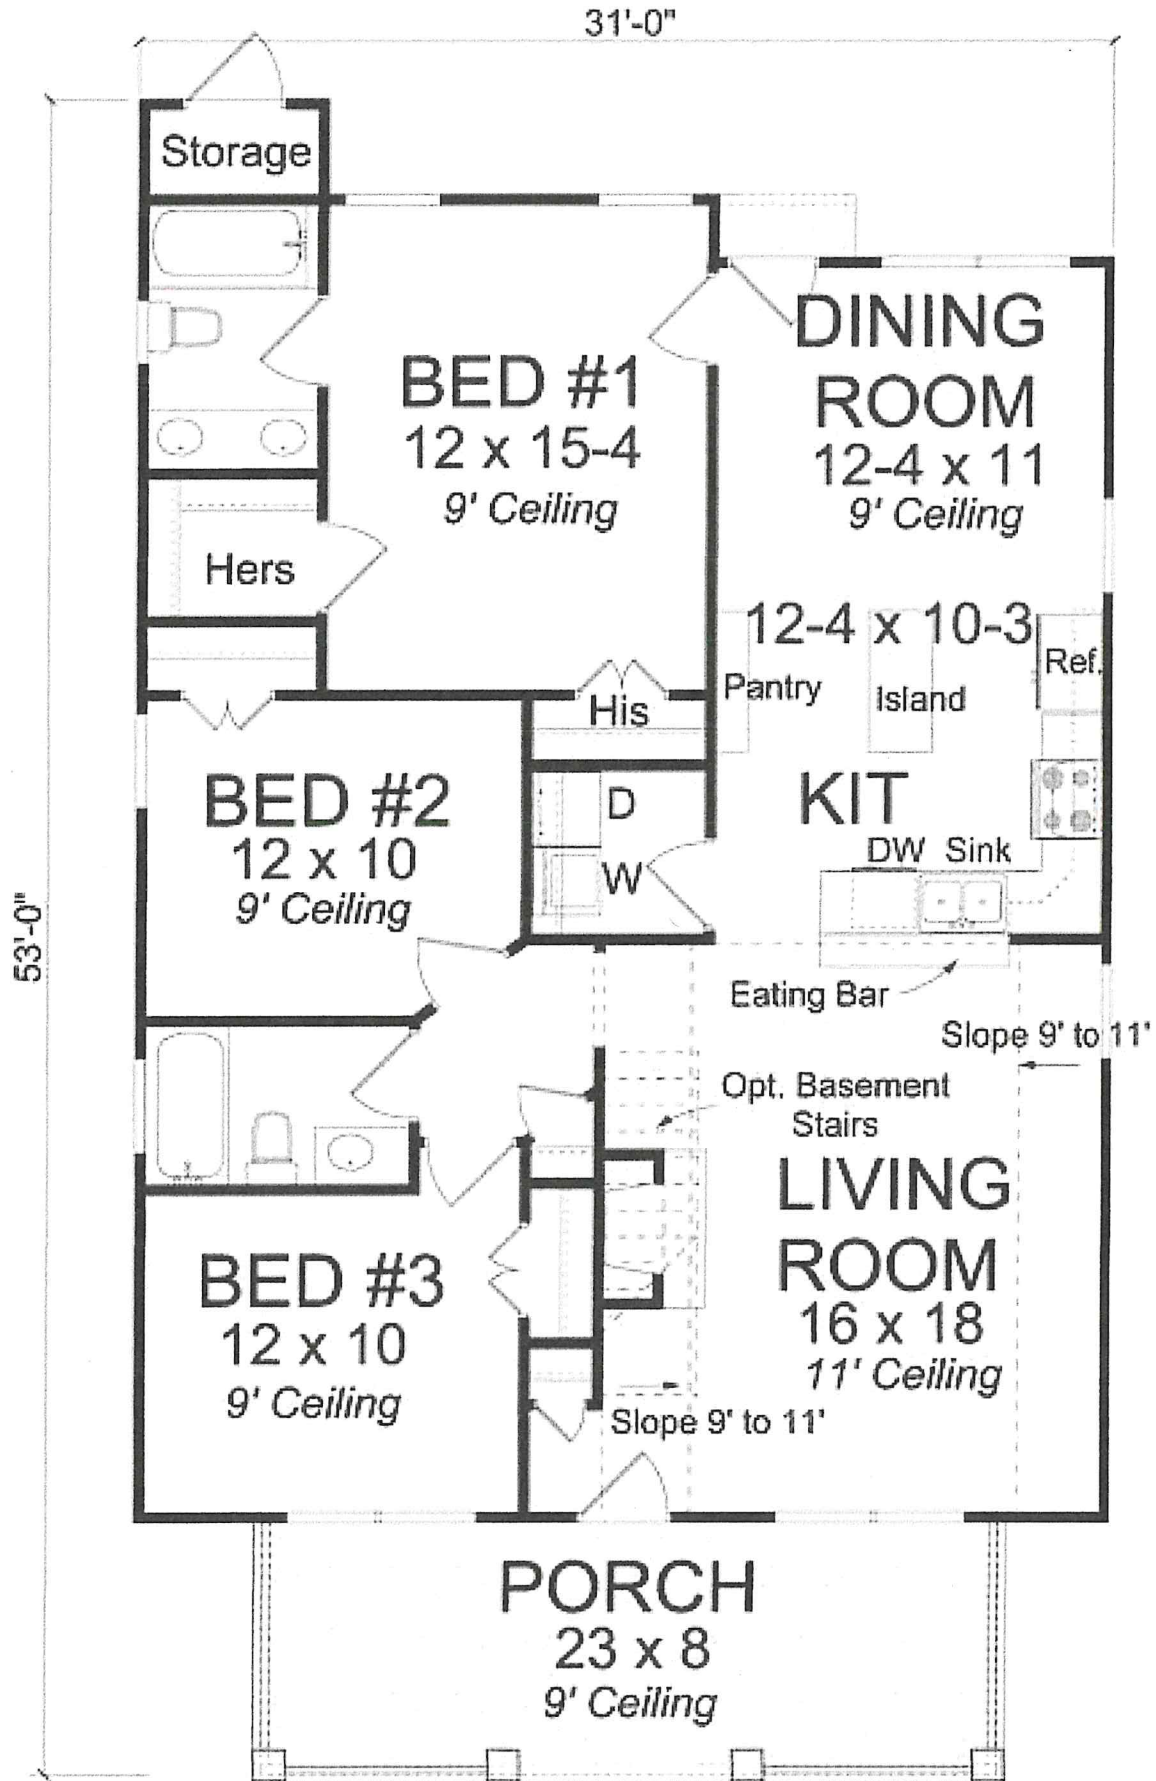 31'-0"
Storage
BED #1
12 x 15-4
9' Ceiling
DINING
ROOM
12-4 x 11
9' Ceiling
Hers
12-4 x 10-3
Ref.
Pantry
Island
His
KIT
BED #2
12 x 10
9' Ceiling
D
W
DW Sink
53'-0"
Eating Bar
Slope 9' to 11'
Opt. Basement
Stairs
LIVING
ROOM
16 x 18
11' Ceiling
BED #3
12 x 10
9' Ceiling
Slope 9' to 11'
PORCH
23 x 8
9' Ceiling